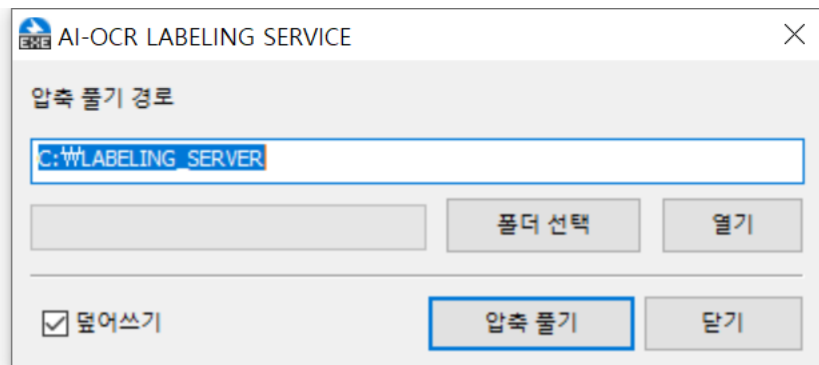 EXE AI-OCR LABELING SERVICE
압축 풀기 경로
C:₩LABELING_SERVER
폴더 선택 열기
덮어쓰기 압축 풀기 닫기